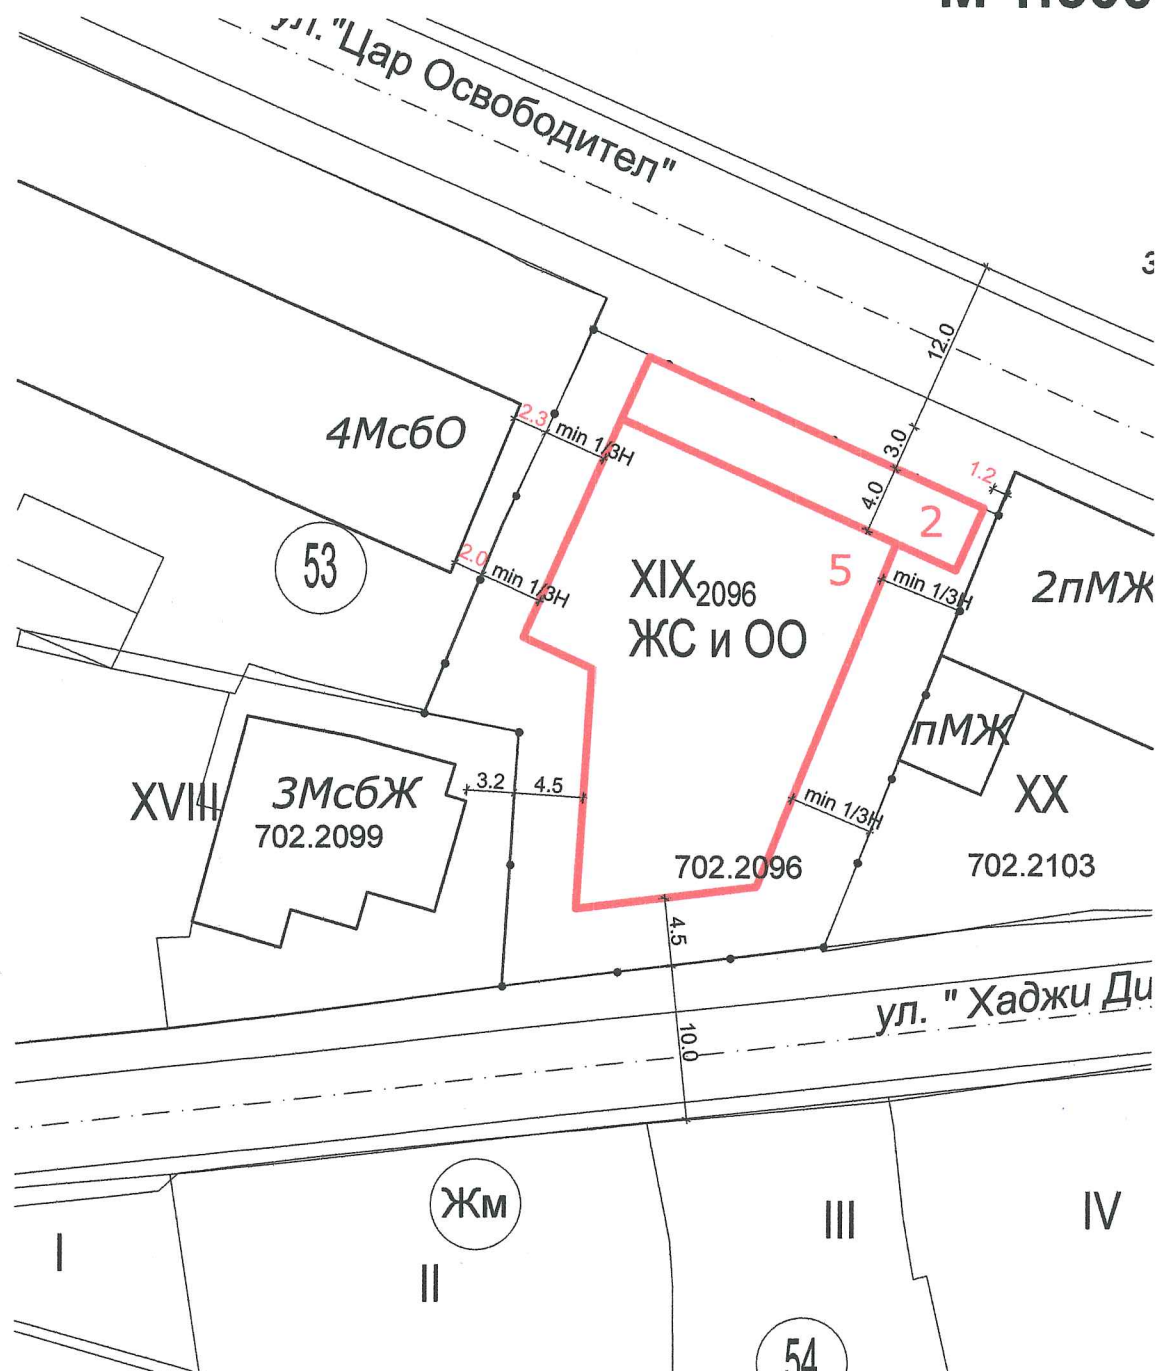 ул. "Цар Освободител"
12.0
4МсбО
2.3
min 1/3H
3.0
1.2
4.0
2
53
2.0
min 1/3H
XIX2096
5
min 1/3H
2пМЖ
ЖС и ОО
пМЖ
XVIII
3МсбЖ
3.2
4.5
min 1/3H
XX
702.2099
702.2096
702.2103
4.5
ул. " Хаджи Ди
10.0
Жм
I
II
III
IV
54